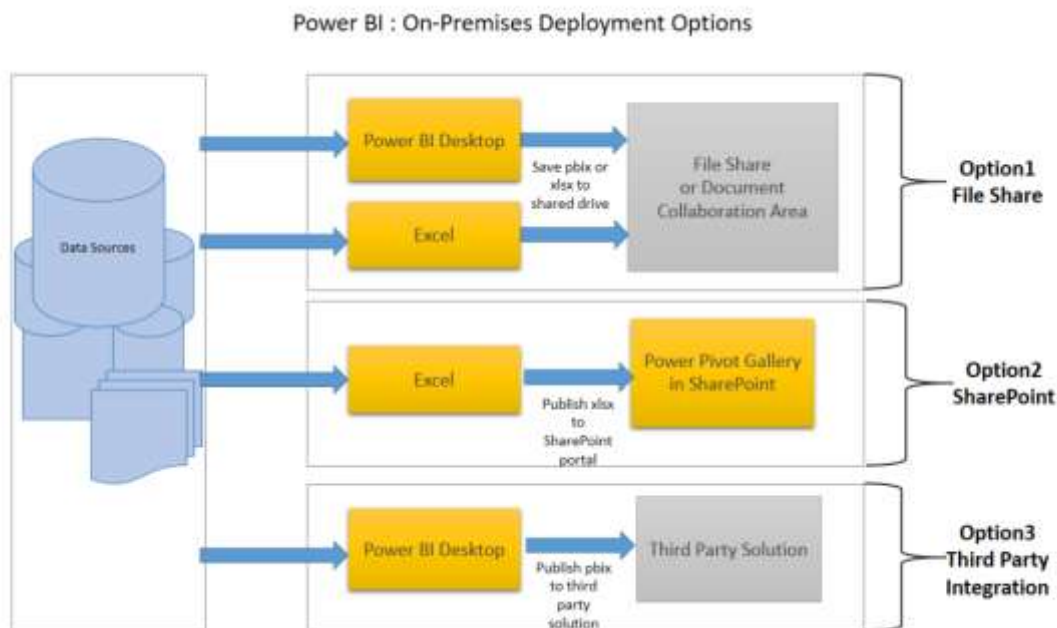 Power BI : On-Premises Deployment Options
Data Sources
Power BI Desktop
Save pbix or
xlsx to
shared drive
File Share
or Document
Collaboration Area
Excel
Option1
File Share
Excel
Publish xlsx
to
SharePoint
portal
Power Pivot Gallery
in SharePoint
Option2
SharePoint
Power BI Desktop
Publish pbix
to third
party
solution
Third Party Solution
Option3
Third Party
Integration